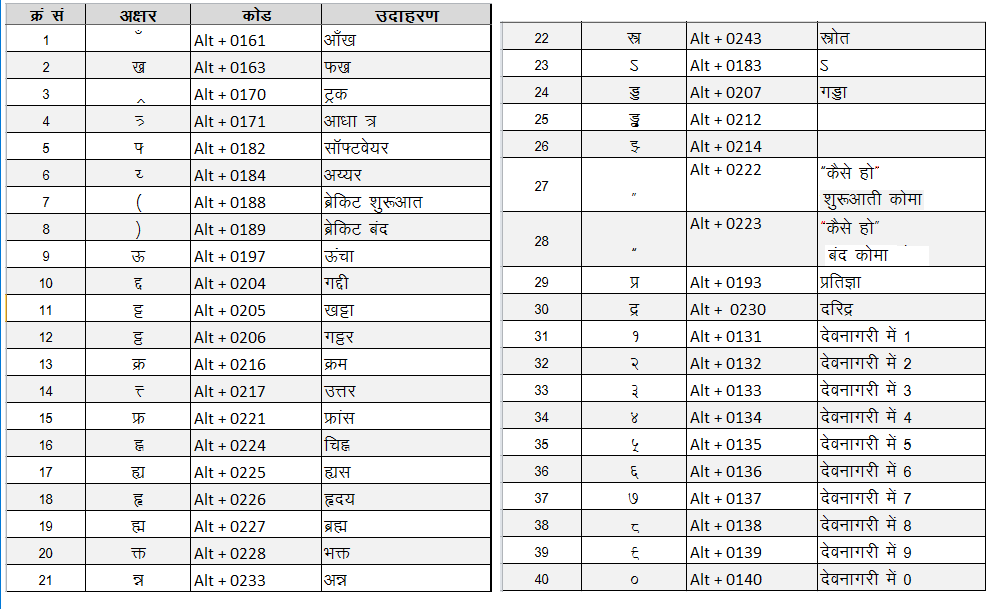 क्रं सं अक्षर कोड उदाहरण
1 ँ Alt + 0161 आँख
2 ख Alt + 0163 फख
3 ‸ Alt + 0170 ट्रक
4 त्र Alt + 0171 आधा त्र
5 फ् Alt + 0182 सॉफ्टवेयर
6 य् Alt + 0184 अय्यर
7 ( Alt + 0188 ब्रेकिट शुरूआत
8 ) Alt + 0189 ब्रेकिट बंद
9 ऊ Alt + 0197 ऊंचा
10 द्द Alt + 0204 गद्दी
11 ट्ट Alt + 0205 खट्टा
12 ट्ठ Alt + 0206 गट्ठर
13 क्र Alt + 0216 क्रम
14 त्त Alt + 0217 उत्तर
15 फ्र Alt + 0221 फ्रांस
16 ह्न Alt + 0224 चिह्न
17 ह्य Alt + 0225 ह्यस
18 हृ Alt + 0226 हृदय
19 ह्म Alt + 0227 ब्रह्म
20 क्त Alt + 0228 भक्त
21 न्न Alt + 0233 अन्न
22 स्त्र Alt + 0243 स्त्रोत
23 ऽ Alt + 0183 ऽ
24 ड्ड Alt + 0207 गड्डा
25 Alt + 0212
26 Alt + 0214
27 " Alt + 0222 "कैसे हो"
शुरूआती कोमा
28 “ Alt + 0223 "कैसे हो"
बंद कोमा
29 प्र Alt + 0193 प्रतिज्ञा
30 द्र Alt + 0230 दरिद्र
31 १ Alt + 0131 देवनागरी में 1
32 २ Alt + 0132 देवनागरी में 2
33 ३ Alt + 0133 देवनागरी में 3
34 ४ Alt + 0134 देवनागरी में 4
35 ५ Alt + 0135 देवनागरी में 5
36 ६ Alt + 0136 देवनागरी में 6
37 ७ Alt + 0137 देवनागरी में 7
38 ८ Alt + 0138 देवनागरी में 8
39 ९ Alt + 0139 देवनागरी में 9
40 ० Alt + 0140 देवनागरी में 0